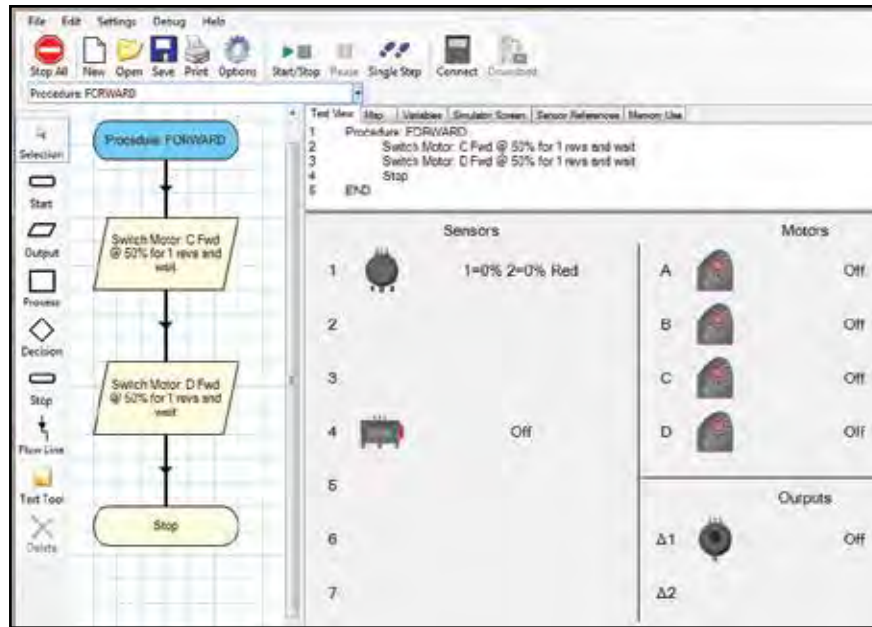 File Edit Settings Debug Help
Stop All New Open Save Print Options Start/Stop Pause Single Step Connect Download
Procedure: FORWARD
Selection
Start
Output
Process
Decision
Stop
Flow Line
Text Tool
Delete
Procedure: FORWARD
Switch Motor: C Fwd
@ 50% for 1 revs and
wait
Switch Motor: D Fwd
@ 50% for 1 revs and
wait
Stop
Text View Map Variables Simulator Screen Sensor References Memory Use
1 Procedure: FORWARD
2 Switch Motor: C Fwd @ 50% for 1 revs and wait
3 Switch Motor: D Fwd @ 50% for 1 revs and wait
4 Stop
5 END
Sensors
1 1=0% 2=0% Red
2
3
4 Off
5
6
7
Motors
A Off
B Off
C Off
D Off
Outputs
Δ1 Off
Δ2